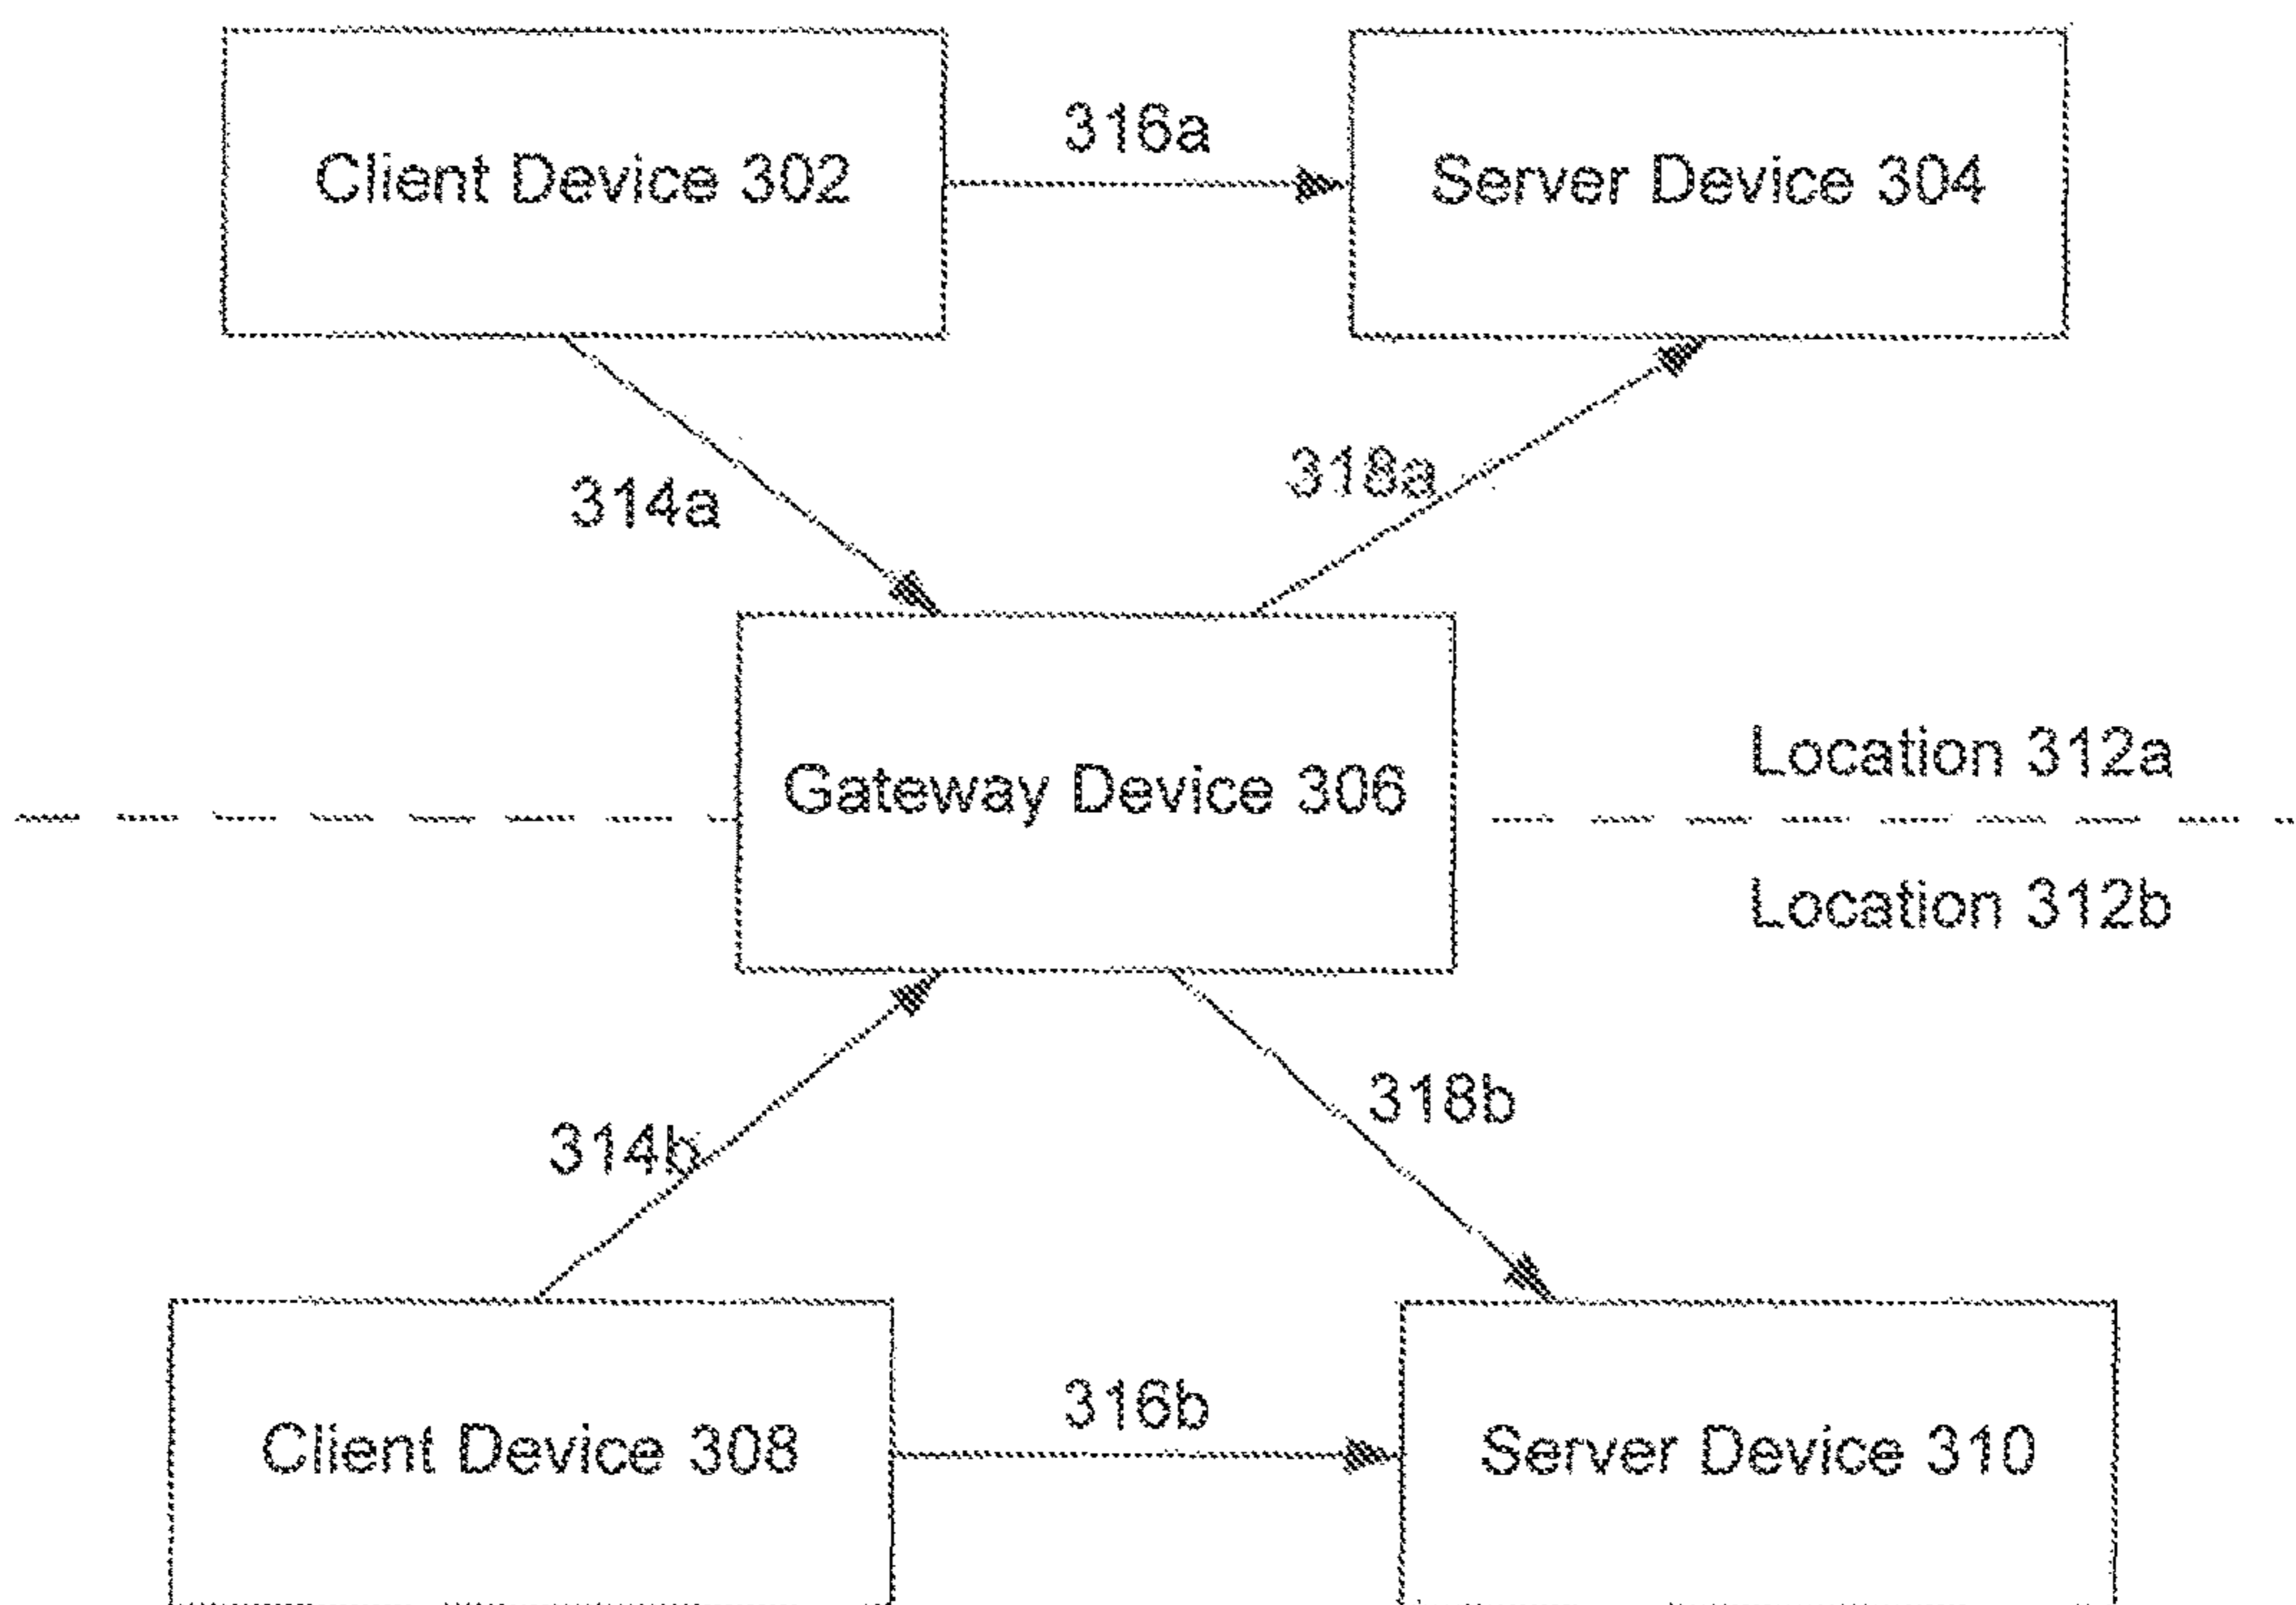 Client Device 302
316a
Server Device 304
314a
318a
Gateway Device 306
Location 312a
Location 312b
314b
318b
Client Device 308
316b
Server Device 310